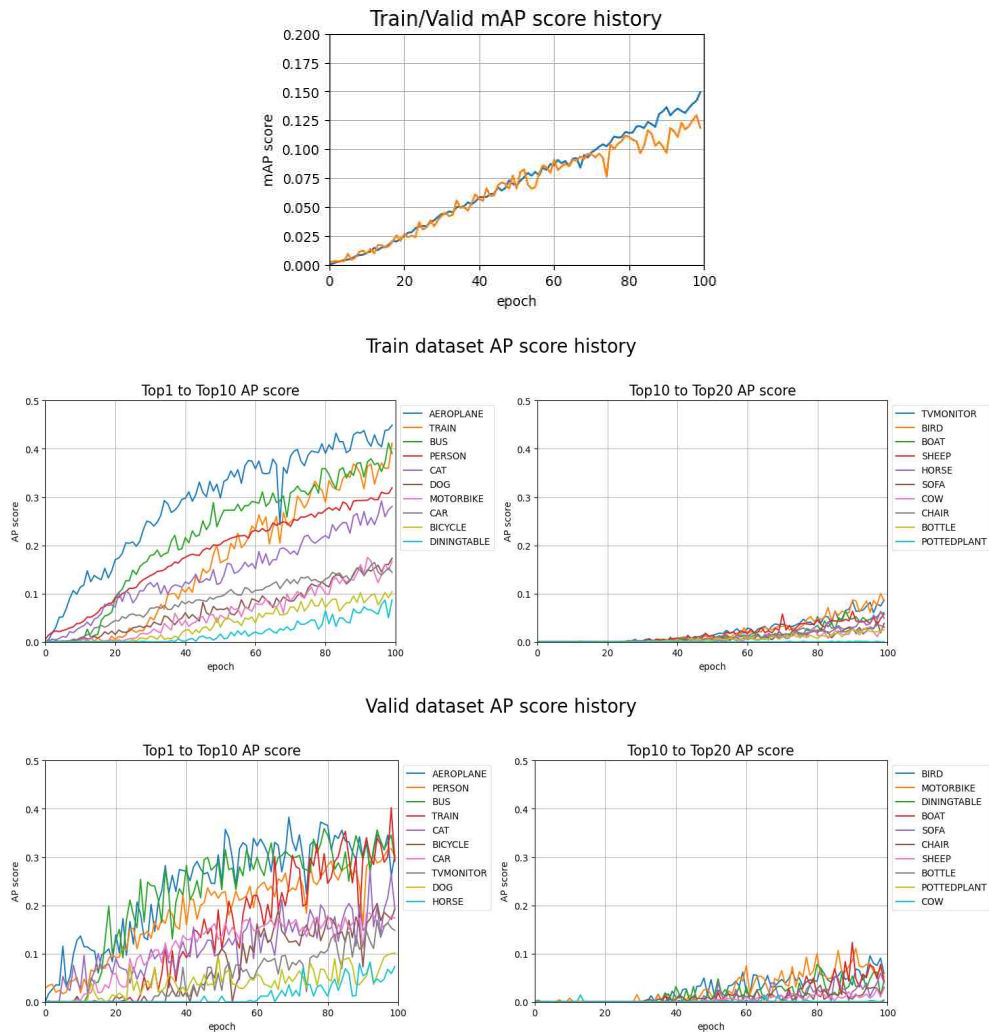 Train/Valid mAP score history
0.200
0.175
0.150
0.125
0.100
0.075
0.050
0.025
0.000
mAP score
0 20 40 60 80 100
epoch
Train dataset AP score history
Top1 to Top10 AP score
0.5
0.4
0.3
0.2
0.1
0.0
AP score
0 20 40 60 80 100
epoch
AEROPLANE
TRAIN
BUS
PERSON
CAT
DOG
MOTORBIKE
CAR
BICYCLE
DININGTABLE
Top10 to Top20 AP score
0.5
0.4
0.3
0.2
0.1
0.0
AP score
0 20 40 60 80 100
epoch
TVMONITOR
BIRD
BOAT
SHEEP
HORSE
SOFA
COW
CHAIR
BOTTLE
POTTEDPLANT
Valid dataset AP score history
Top1 to Top10 AP score
0.5
0.4
0.3
0.2
0.1
0.0
AP score
0 20 40 60 80 100
epoch
AEROPLANE
PERSON
BUS
TRAIN
CAT
BICYCLE
CAR
TVMONITOR
DOG
HORSE
Top10 to Top20 AP score
0.5
0.4
0.3
0.2
0.1
0.0
AP score
0 20 40 60 80 100
epoch
BIRD
MOTORBIKE
DININGTABLE
BOAT
SOFA
CHAIR
SHEEP
BOTTLE
POTTEDPLANT
COW